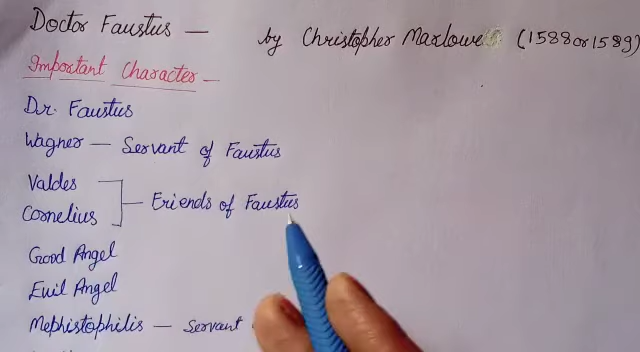 Doctor Faustus — by Christopher Marlowe (1588 or 1589)
Important Character —
Dr. Faustus
Wagner — Servant of Faustus
Valdes
Cornelius — Friends of Faustus
Good Angel
Evil Angel
Mephistophilis — Servant